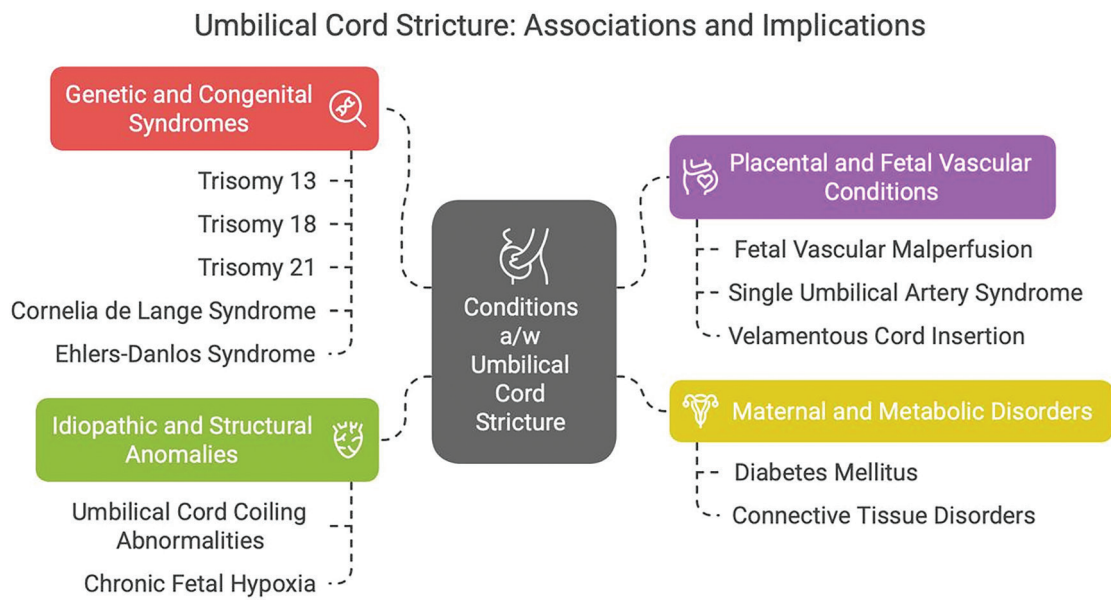 Umbilical Cord Stricture: Associations and Implications
Genetic and Congenital
Syndromes
Trisomy 13
Trisomy 18
Trisomy 21
Cornelia de Lange Syndrome
Ehlers-Danlos Syndrome
Idiopathic and Structural
Anomalies
Umbilical Cord Coiling
Abnormalities
Chronic Fetal Hypoxia
Conditions
a/w
Umbilical
Cord
Stricture
Placental and Fetal Vascular
Conditions
Fetal Vascular Malperfusion
Single Umbilical Artery Syndrome
Velamentous Cord Insertion
Maternal and Metabolic Disorders
Diabetes Mellitus
Connective Tissue Disorders